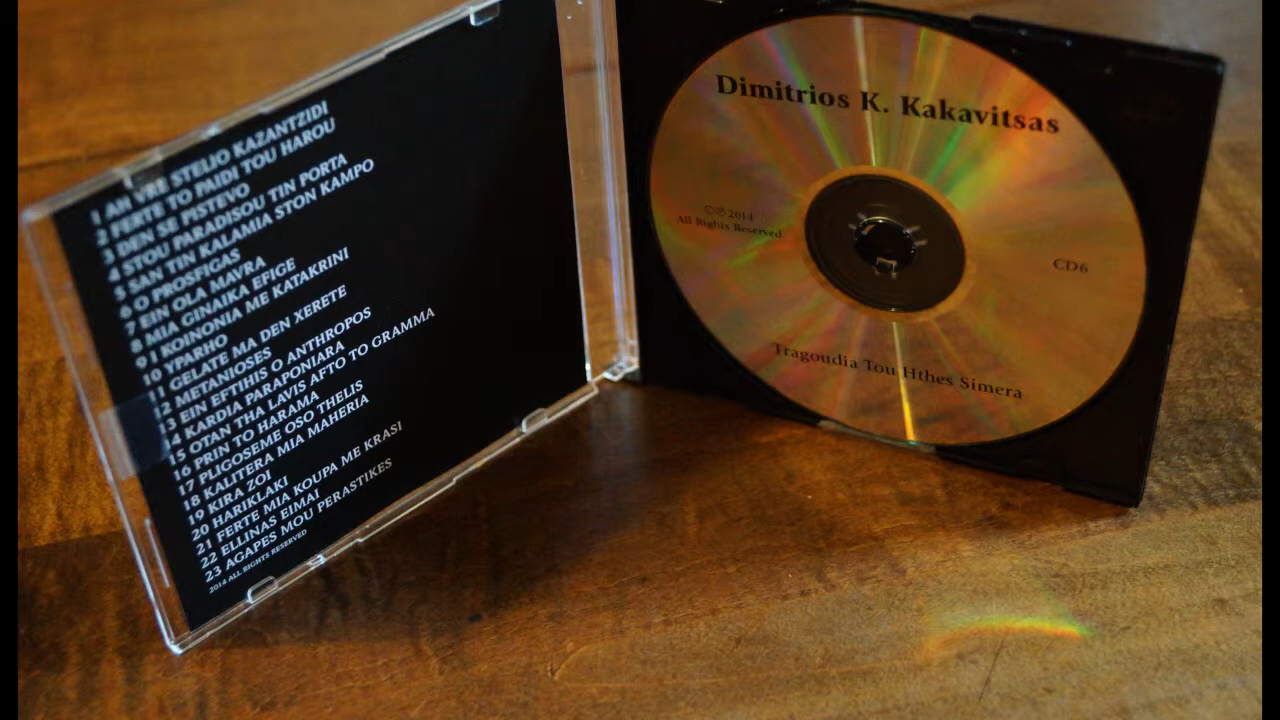 1 AH VRE STELIO KAZANTZIDI
2 FERTE TO PAIDI TOU HAROU
3 DEN SE PISTEVO
4 STOU PARADISOU TIN PORTA
5 SAN TIN KALAMIA STON KAMPO
6 O PROSFIGAS
7 EIN OLA MAVRA
8 MIA GINAIKA EFIGE
9 I KOINONIA ME KATAKRINI
10 YPARHO
11 GELATE MA DEN XERETE
12 METANIOSES
13 EIN EFTIHIS O ANTHROPOS
14 KARDIA PARAPONIARA
15 OTAN THA LAVIS AFTO TO GRAMMA
16 PRIN TO HARAMA
17 PLIGOSEME OSO THELIS
18 KALITERA MIA MAHERIA
19 KIRA ZOI
20 HARIKLAKI
21 FERTE MIA KOUPA ME KRASI
22 ELLINAS EIMAI
23 AGAPES MOU PERASTIKES
2014 ALL RIGHTS RESERVED
Dimitrios K. Kakavitsas
©℗2014
All Rights Reserved
CD6
Tragoudia Tou Hthes Simera